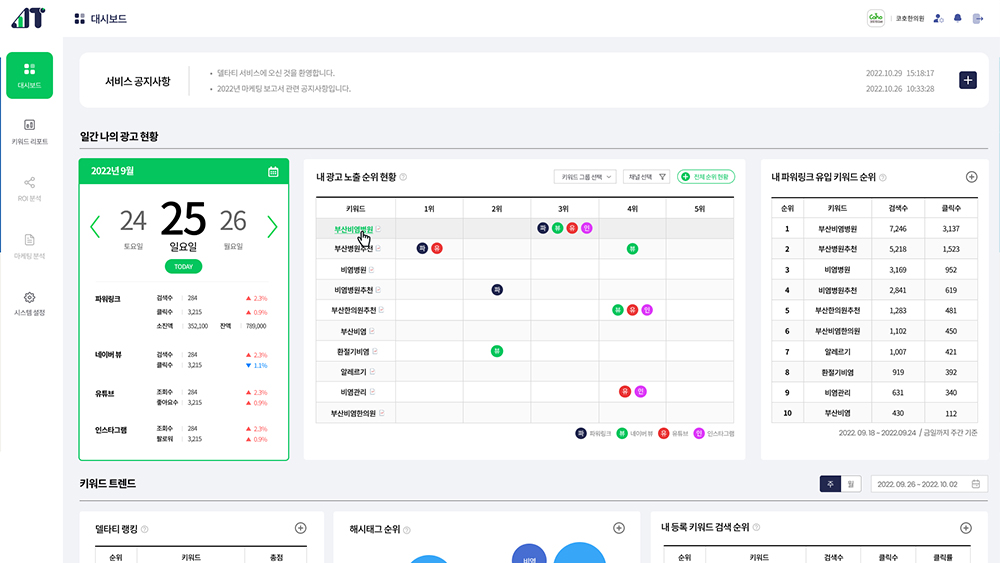 AT
대시보드
Coho
코호한의원
대시보드
키워드 리포트
ROI 분석
마케팅 분석
시스템 설정
서비스 공지사항
• 델타티 서비스에 오신 것을 환영합니다. 2022.10.29 15:18:17
• 2022년 마케팅 보고서 관련 공지사항입니다. 2022.10.26 10:33:28
일간 나의 광고 현황
2022년 9월
24 25 26
토요일 일요일 월요일
TODAY
파워링크 검색수 284 ▲ 2.3%
클릭수 3,215 ▲ 0.9%
소진액 352,100 잔액 789,000
네이버 뷰 검색수 284 ▲ 2.3%
클릭수 3,215 ▼ 1.1%
유튜브 조회수 284 ▲ 2.3%
좋아요수 3,215 ▲ 0.9%
인스타그램 조회수 284 ▲ 2.3%
팔로워 3,215 ▲ 0.9%
내 광고 노출 순위 현황
키워드 그룹 선택
채널 선택
전체 순위 현황
키워드 1위 2위 3위 4위 5위
부산비염병원 파 뷰 유 인
부산병원추천 파 유 뷰
비염병원
비염병원추천 파
부산한의원추천 뷰 유 인
부산비염
환절기비염 뷰
알레르기
비염관리 유 인
부산비염한의원
파 파워링크 뷰 네이버 뷰 유 유튜브 인 인스타그램
내 파워링크 유입 키워드 순위
순위 키워드 검색수 클릭수
1 부산비염병원 7,246 3,137
2 부산병원추천 5,218 1,523
3 비염병원 3,169 952
4 비염병원추천 2,841 619
5 부산한의원추천 1,283 481
6 부산비염한의원 1,102 450
7 알레르기 1,007 421
8 환절기비염 919 392
9 비염관리 631 340
10 부산비염 430 112
2022. 09. 18 ~ 2022.09.24 / 금일까지 주간 기준
키워드 트렌드
주 월
2022. 09. 26 ~ 2022. 10. 02
델타티 랭킹
순위 키워드 총점
해시태그 순위
비염
내 등록 키워드 검색 순위
순위 키워드 검색수 클릭수 클릭률